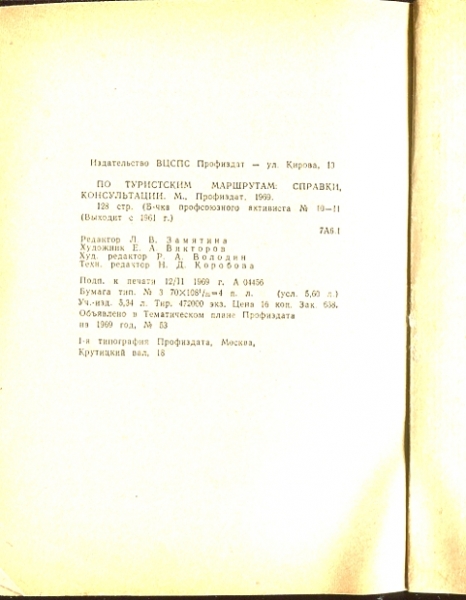 Издательство ВЦСПС Профиздат — ул. Кирова, 13
ПО ТУРИСТСКИМ МАРШРУТАМ: СПРАВКИ,
КОНСУЛЬТАЦИИ. М., Профиздат, 1969.
128 стр. (Б-чка профсоюзного активиста № 10—11
(Выходит с 1961 г.)
7А6.1
Редактор Л. В. Замятина
Художник Е. А. Викторов
Худ. редактор Р. А. Володин
Техн. редактор Н. Д. Коробова
Подп. к печати 12/II 1969 г. А 04456
Бумага тип. № 3 70×108¹/₃₂=4 п. л. (усл. 5,60 л.)
Уч.-изд. 5,34 л. Тир. 472000 экз. Цена 16 коп. Зак. 638.
Объявлено в Тематическом плане Профиздата
на 1969 год, № 53
1-я типография Профиздата, Москва,
Крутицкий вал, 18